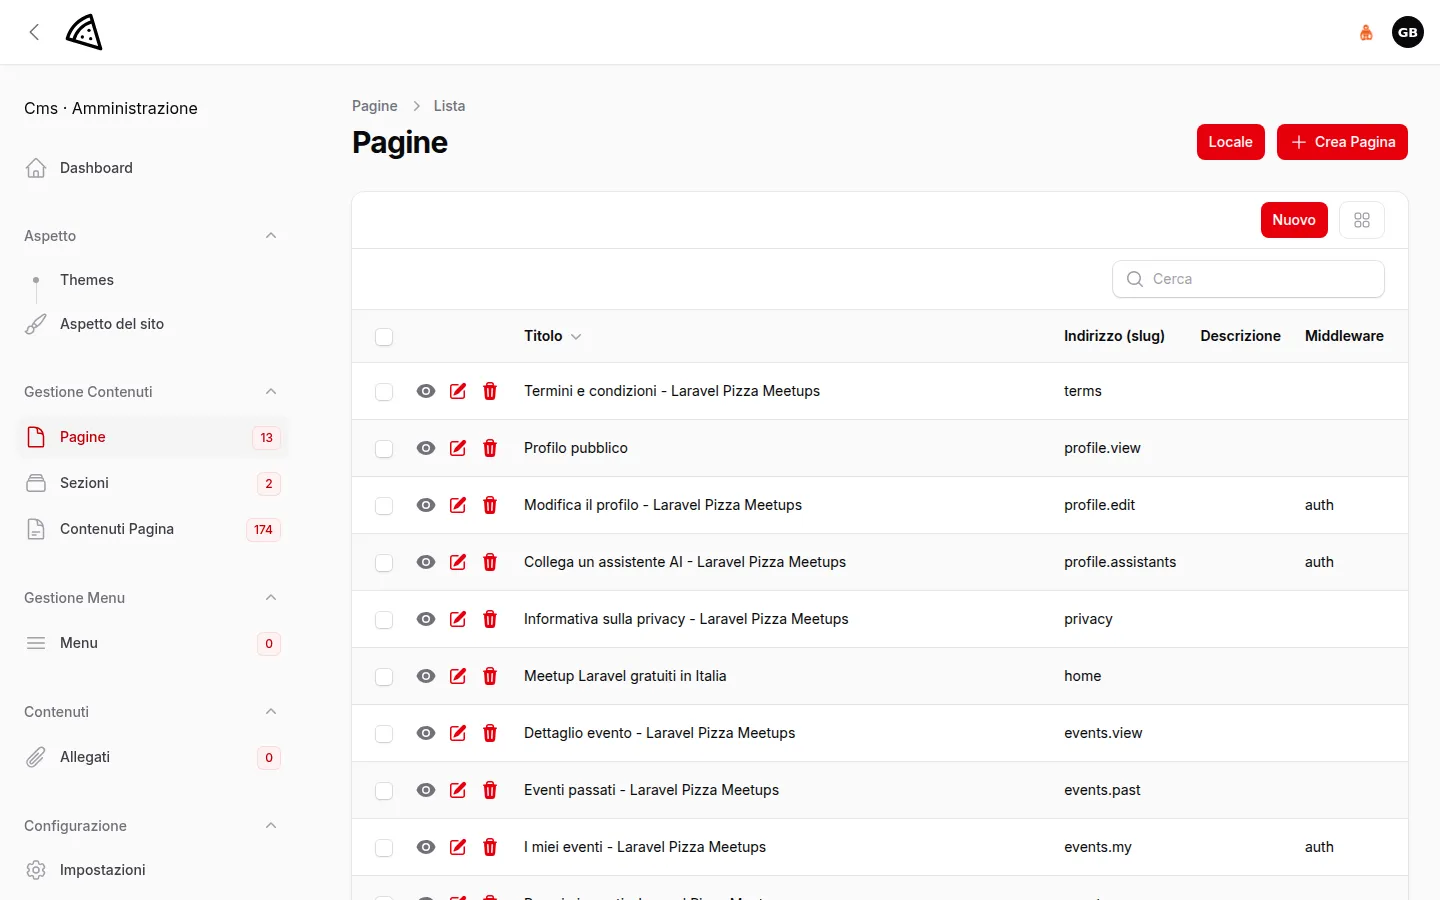 GB
Cms · Amministrazione
Dashboard
Aspetto
Themes
Aspetto del sito
Gestione Contenuti
Pagine 13
Sezioni 2
Contenuti Pagina 174
Gestione Menu
Menu 0
Contenuti
Allegati 0
Configurazione
Impostazioni
Pagine > Lista
Pagine
Locale
Crea Pagina
Nuovo
Cerca
Titolo Indirizzo (slug) Descrizione Middleware
Termini e condizioni - Laravel Pizza Meetups terms
Profilo pubblico profile.view
Modifica il profilo - Laravel Pizza Meetups profile.edit auth
Collega un assistente AI - Laravel Pizza Meetups profile.assistants auth
Informativa sulla privacy - Laravel Pizza Meetups privacy
Meetup Laravel gratuiti in Italia home
Dettaglio evento - Laravel Pizza Meetups events.view
Eventi passati - Laravel Pizza Meetups events.past
I miei eventi - Laravel Pizza Meetups events.my auth